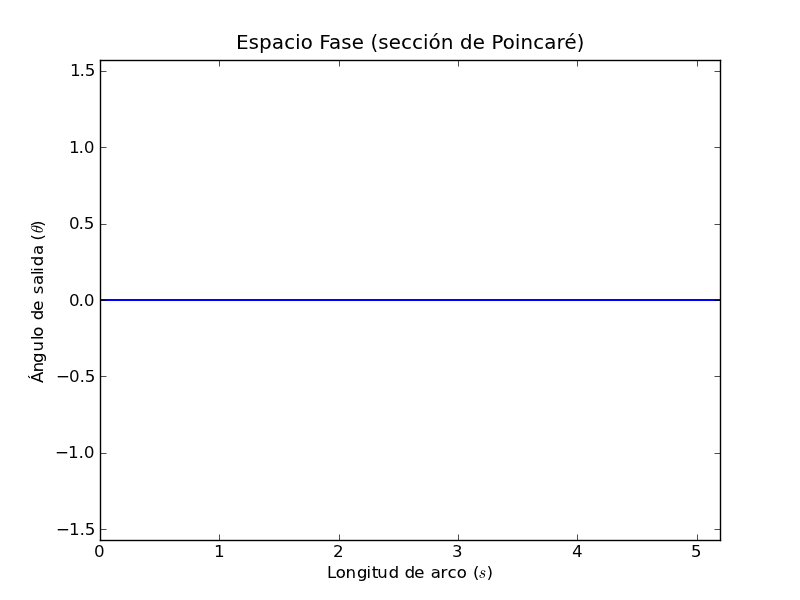 Espacio Fase (sección de Poincaré)
1.5
1.0
0.5
0.0
−0.5
−1.0
−1.5
Ángulo de salida (θ)
0 1 2 3 4 5
Longitud de arco (s)